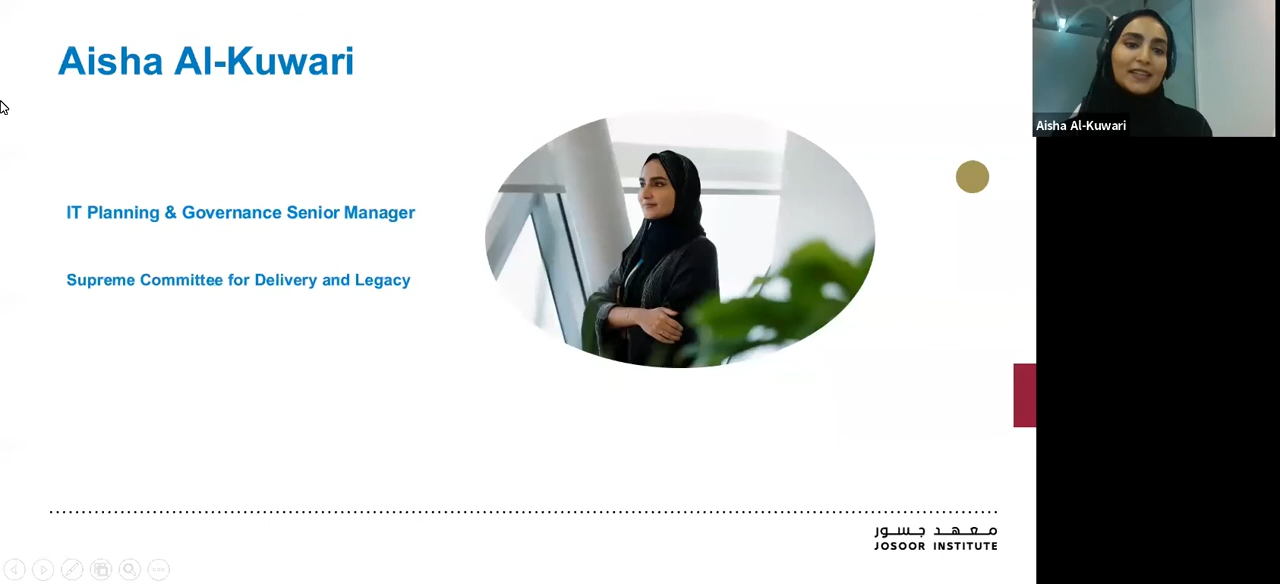 Aisha Al-Kuwari
Aisha Al-Kuwari
IT Planning & Governance Senior Manager
Supreme Committee for Delivery and Legacy
معهد جسور
JOSOOR INSTITUTE